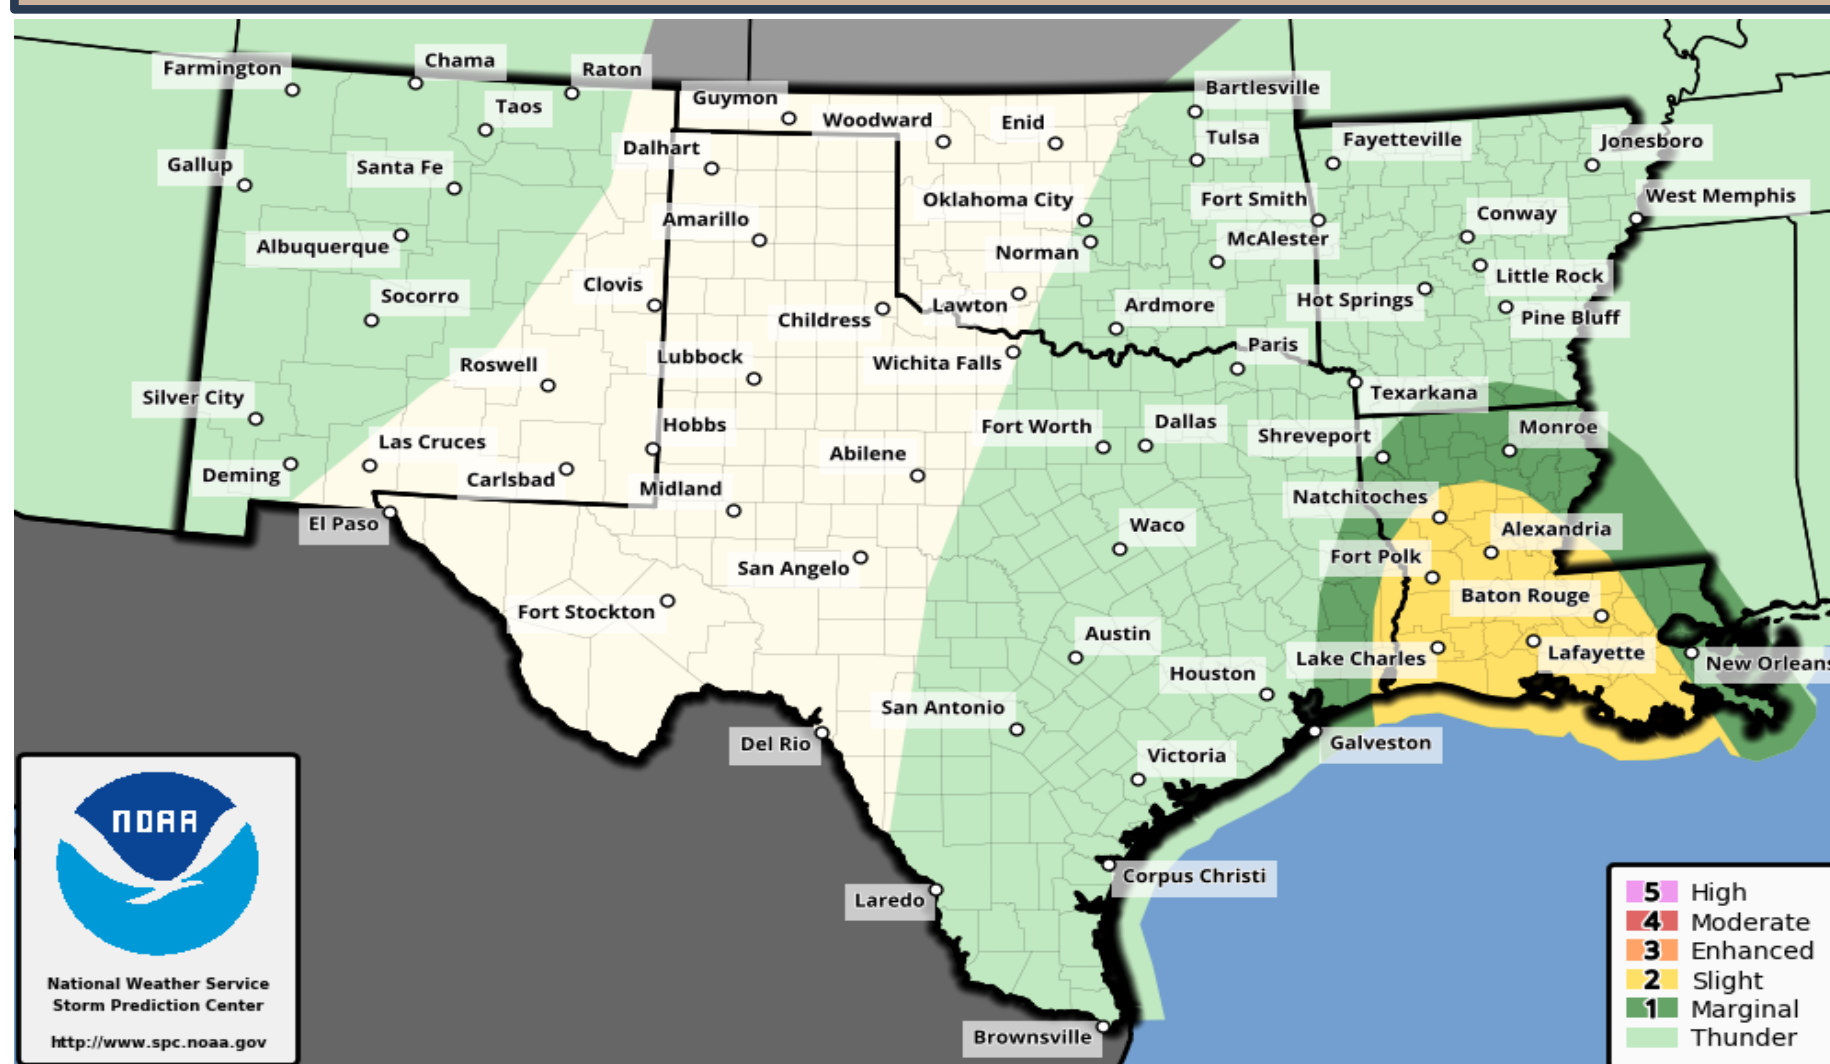 Farmington
Chama
Raton
Taos
Guymon
Woodward
Enid
Bartlesville
Tulsa
Fayetteville
Jonesboro
Gallup
Santa Fe
Dalhart
Oklahoma City
Fort Smith
Conway
West Memphis
Albuquerque
Amarillo
Norman
McAlester
Little Rock
Socorro
Clovis
Childress
Lawton
Ardmore
Hot Springs
Pine Bluff
Roswell
Lubbock
Wichita Falls
Paris
Silver City
Texarkana
Las Cruces
Hobbs
Abilene
Fort Worth
Dallas
Shreveport
Monroe
Deming
Carlsbad
Midland
Natchitoches
El Paso
Waco
Alexandria
San Angelo
Fort Polk
Fort Stockton
Baton Rouge
Austin
Lake Charles
Lafayette
New Orleans
Houston
San Antonio
Del Rio
Galveston
Victoria
Laredo
Corpus Christi
Brownsville
NOAA
National Weather Service
Storm Prediction Center
http://www.spc.noaa.gov
5 High
4 Moderate
3 Enhanced
2 Slight
1 Marginal
Thunder